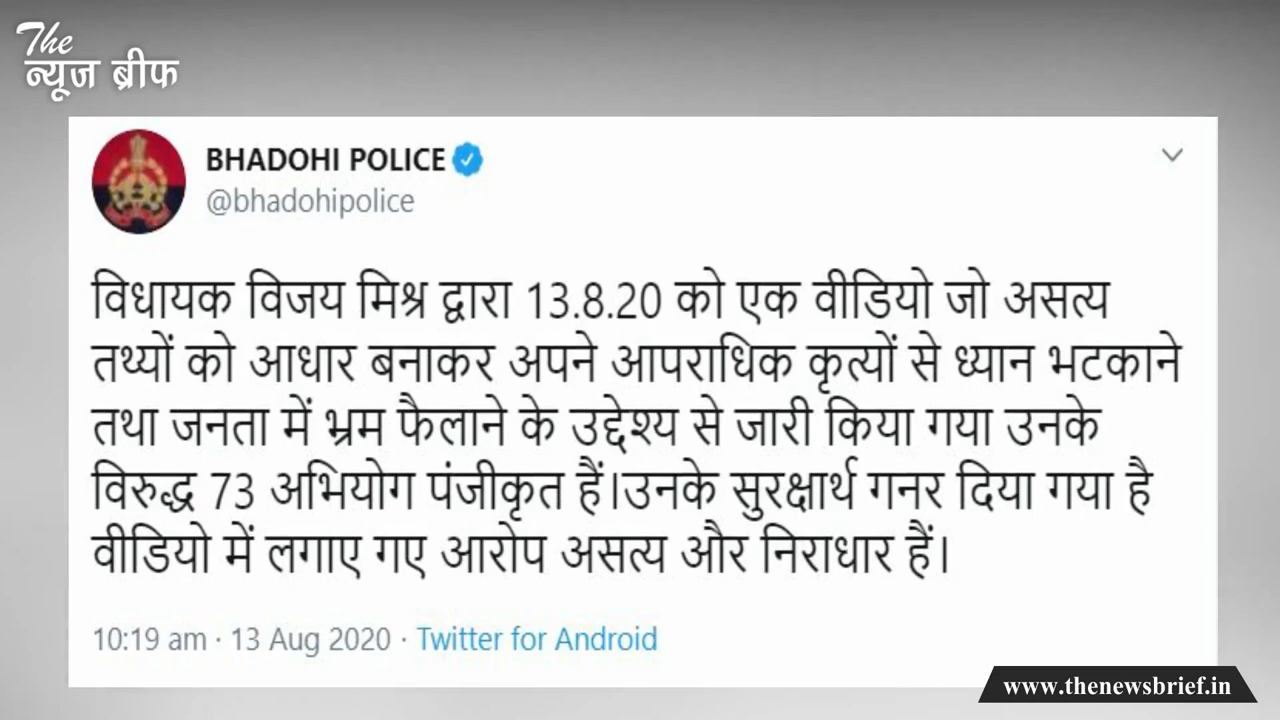 The
न्यूज ब्रीफ
BHADOHI POLICE
@bhadohipolice
विधायक विजय मिश्र द्वारा 13.8.20 को एक वीडियो जो असत्य
तथ्यों को आधार बनाकर अपने आपराधिक कृत्यों से ध्यान भटकाने
तथा जनता में भ्रम फैलाने के उद्देश्य से जारी किया गया उनके
विरुद्ध 73 अभियोग पंजीकृत हैं।उनके सुरक्षार्थ गनर दिया गया है
वीडियो में लगाए गए आरोप असत्य और निराधार हैं।
10:19 am · 13 Aug 2020 · Twitter for Android
www.thenewsbrief.in